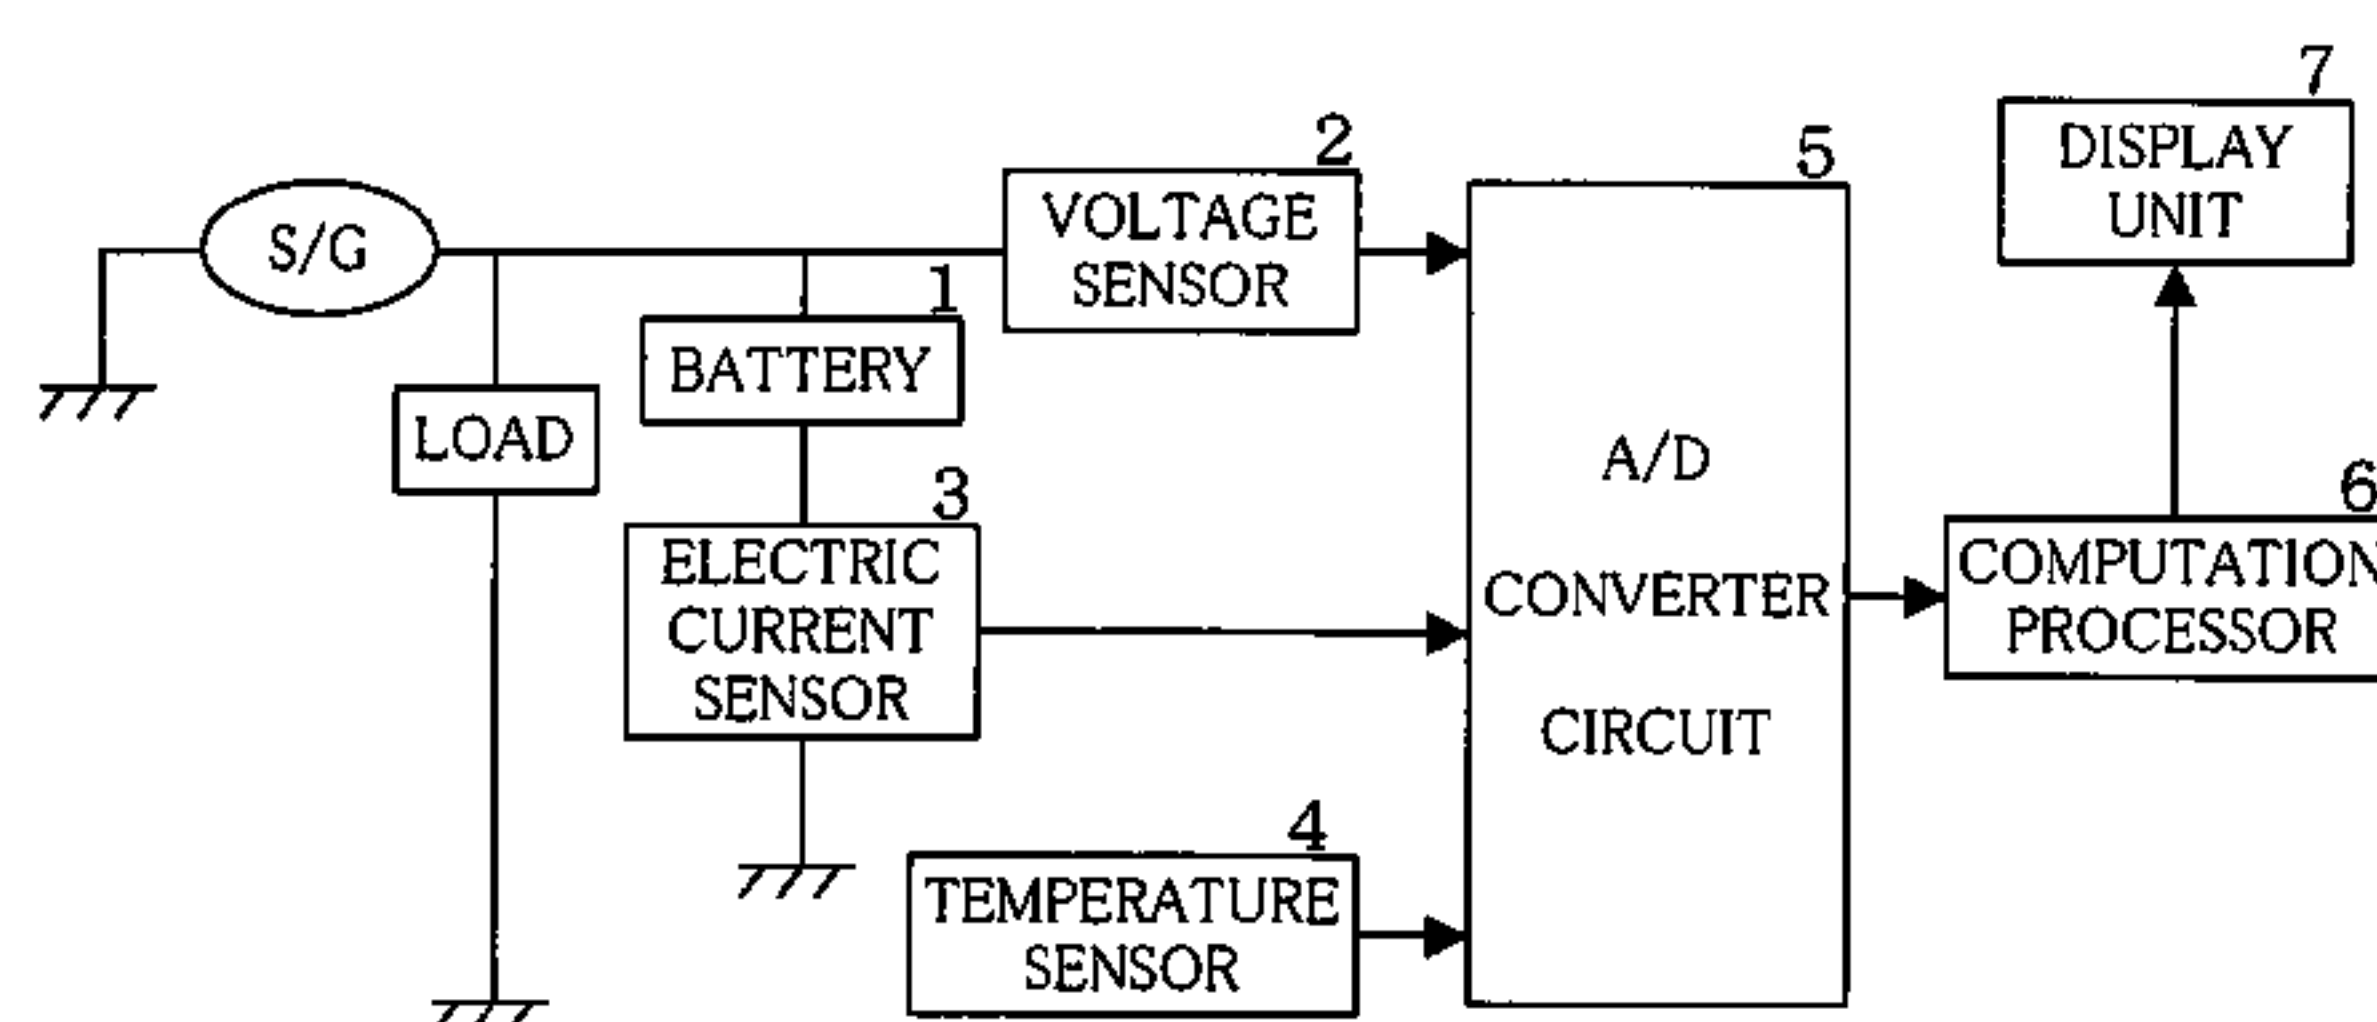 7
DISPLAY
UNIT
2
VOLTAGE
SENSOR
5
S/G
1
BATTERY
LOAD
A/D
CONVERTER
CIRCUIT
3
ELECTRIC
CURRENT
SENSOR
6
COMPUTATION
PROCESSOR
4
TEMPERATURE
SENSOR